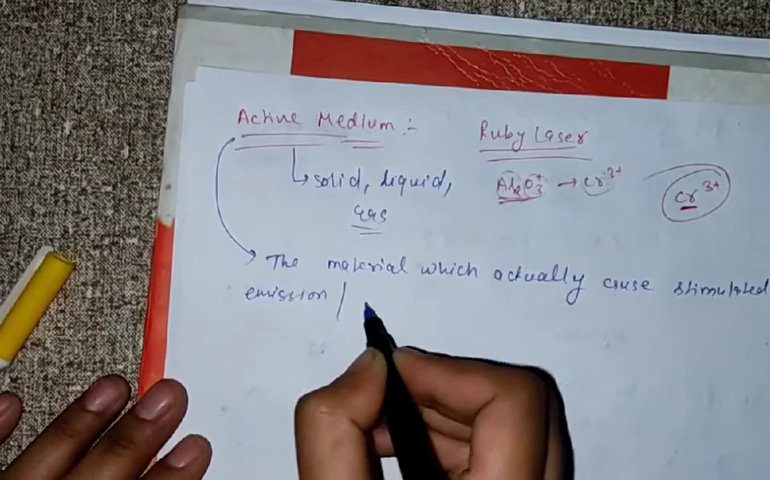 Active Medium :-
Ruby Laser
solid, liquid,
gas
Al2O3 → Cr3+
Cr3+
The material which actually cause stimulated
emission /